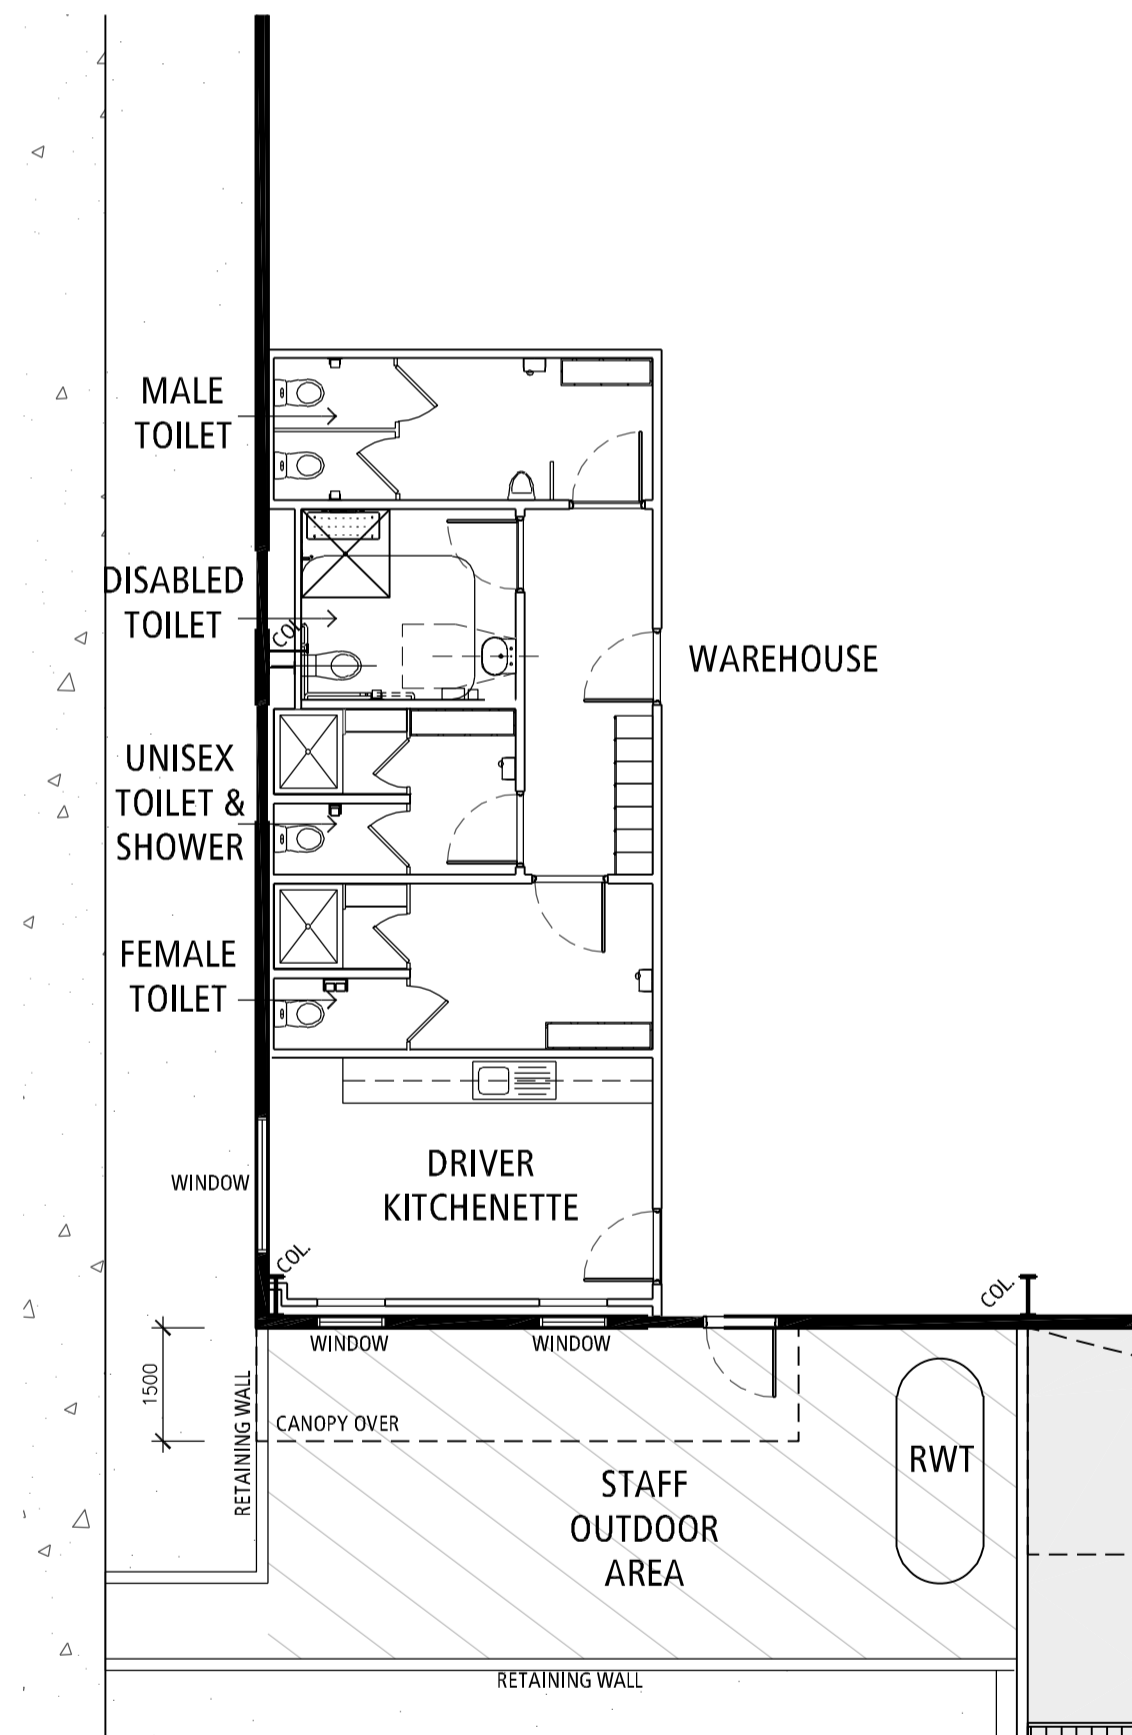 MALE
TOILET
DISABLED
TOILET
COL.
WAREHOUSE
UNISEX
TOILET &
SHOWER
FEMALE
TOILET
DRIVER
KITCHENETTE
WINDOW
COL.
COL.
WINDOW
WINDOW
1500
RETAINING WALL
CANOPY OVER
RWT
STAFF
OUTDOOR
AREA
RETAINING WALL